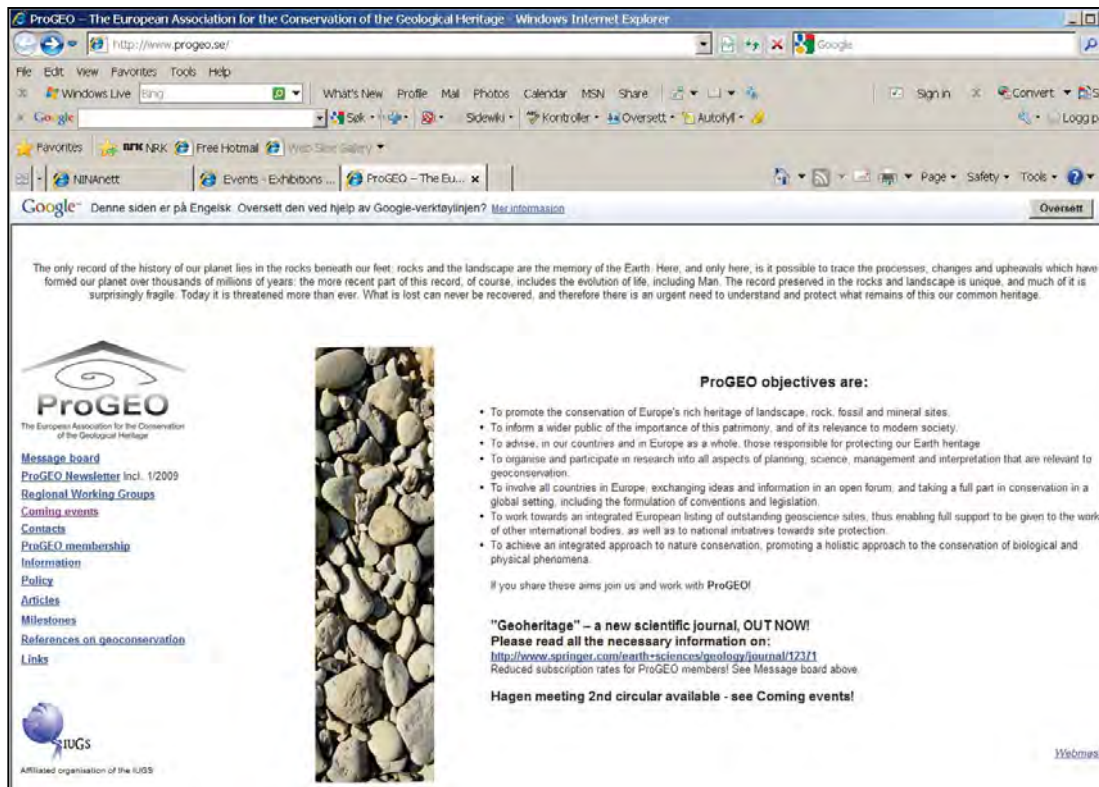 ProGEO – The European Association for the Conservation of the Geological Heritage - Windows Internet Explorer
http://www.progeo.se/
Google
File Edit View Favorites Tools Help
Windows Live Bing What's New Profile Mail Photos Calendar MSN Share Sign in Convert
Google Søk Sidewiki Kontroller Oversett Autofyll Logg p
Favorites NRK NRK Free Hotmail Web Slice Gallery
NINAnett Events - Exhibitions ... ProGEO – The Eu... x Page Safety Tools
Google Denne siden er på Engelsk. Oversett den ved hjelp av Google-verktøylinjen? Mer informasjon Oversett
The only record of the history of our planet lies in the rocks beneath our feet: rocks and the landscape are the memory of the Earth. Here, and only here, is it possible to trace the processes, changes and upheavals which have
formed our planet over thousands of millions of years: the more recent part of this record, of course, includes the evolution of life, including Man. The record preserved in the rocks and landscape is unique, and much of it is
surprisingly fragile. Today it is threatened more than ever. What is lost can never be recovered, and therefore there is an urgent need to understand and protect what remains of this our common heritage.
ProGEO
The European Association for the Conservation
of the Geological Heritage
Message board
ProGEO Newsletter Incl. 1/2009
Regional Working Groups
Coming events
Contacts
ProGEO membership
Information
Policy
Articles
Milestones
References on geoconservation
Links
IUGS
Affiliated organisation of the IUGS
ProGEO objectives are:
• To promote the conservation of Europe's rich heritage of landscape, rock, fossil and mineral sites.
• To inform a wider public of the importance of this patrimony, and of its relevance to modern society.
• To advise, in our countries and in Europe as a whole, those responsible for protecting our Earth heritage
• To organise and participate in research into all aspects of planning, science, management and interpretation that are relevant to
geoconservation.
• To involve all countries in Europe, exchanging ideas and information in an open forum, and taking a full part in conservation in a
global setting, including the formulation of conventions and legislation.
• To work towards an integrated European listing of outstanding geoscience sites, thus enabling full support to be given to the work
of other international bodies, as well as to national initiatives towards site protection.
• To achieve an integrated approach to nature conservation, promoting a holistic approach to the conservation of biological and
physical phenomena.
If you share these aims join us and work with ProGEO!
"Geoheritage" – a new scientific journal, OUT NOW!
Please read all the necessary information on:
http://www.springer.com/earth+sciences/geology/journal/12371
Reduced subscription rates for ProGEO members! See Message board above.
Hagen meeting 2nd circular available - see Coming events!
Webmas